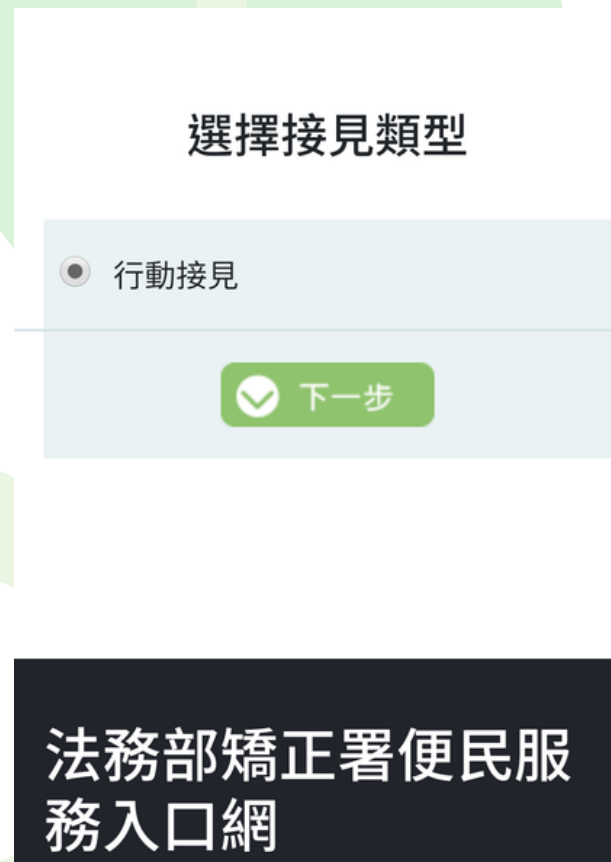 選擇接見類型
行動接見
下一步
法務部矯正署便民服
務入口網